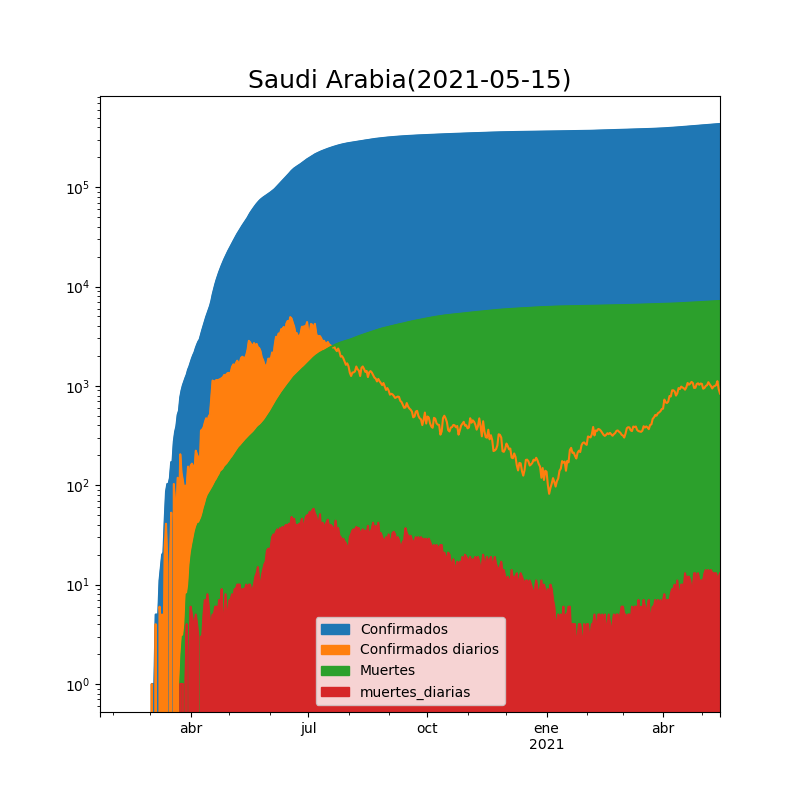 Saudi Arabia(2021-05-15)
10^5
10^4
10^3
10^2
10^1
10^0
Confirmados
Confirmados diarios
Muertes
muertes_diarias
abr jul oct ene abr
2021